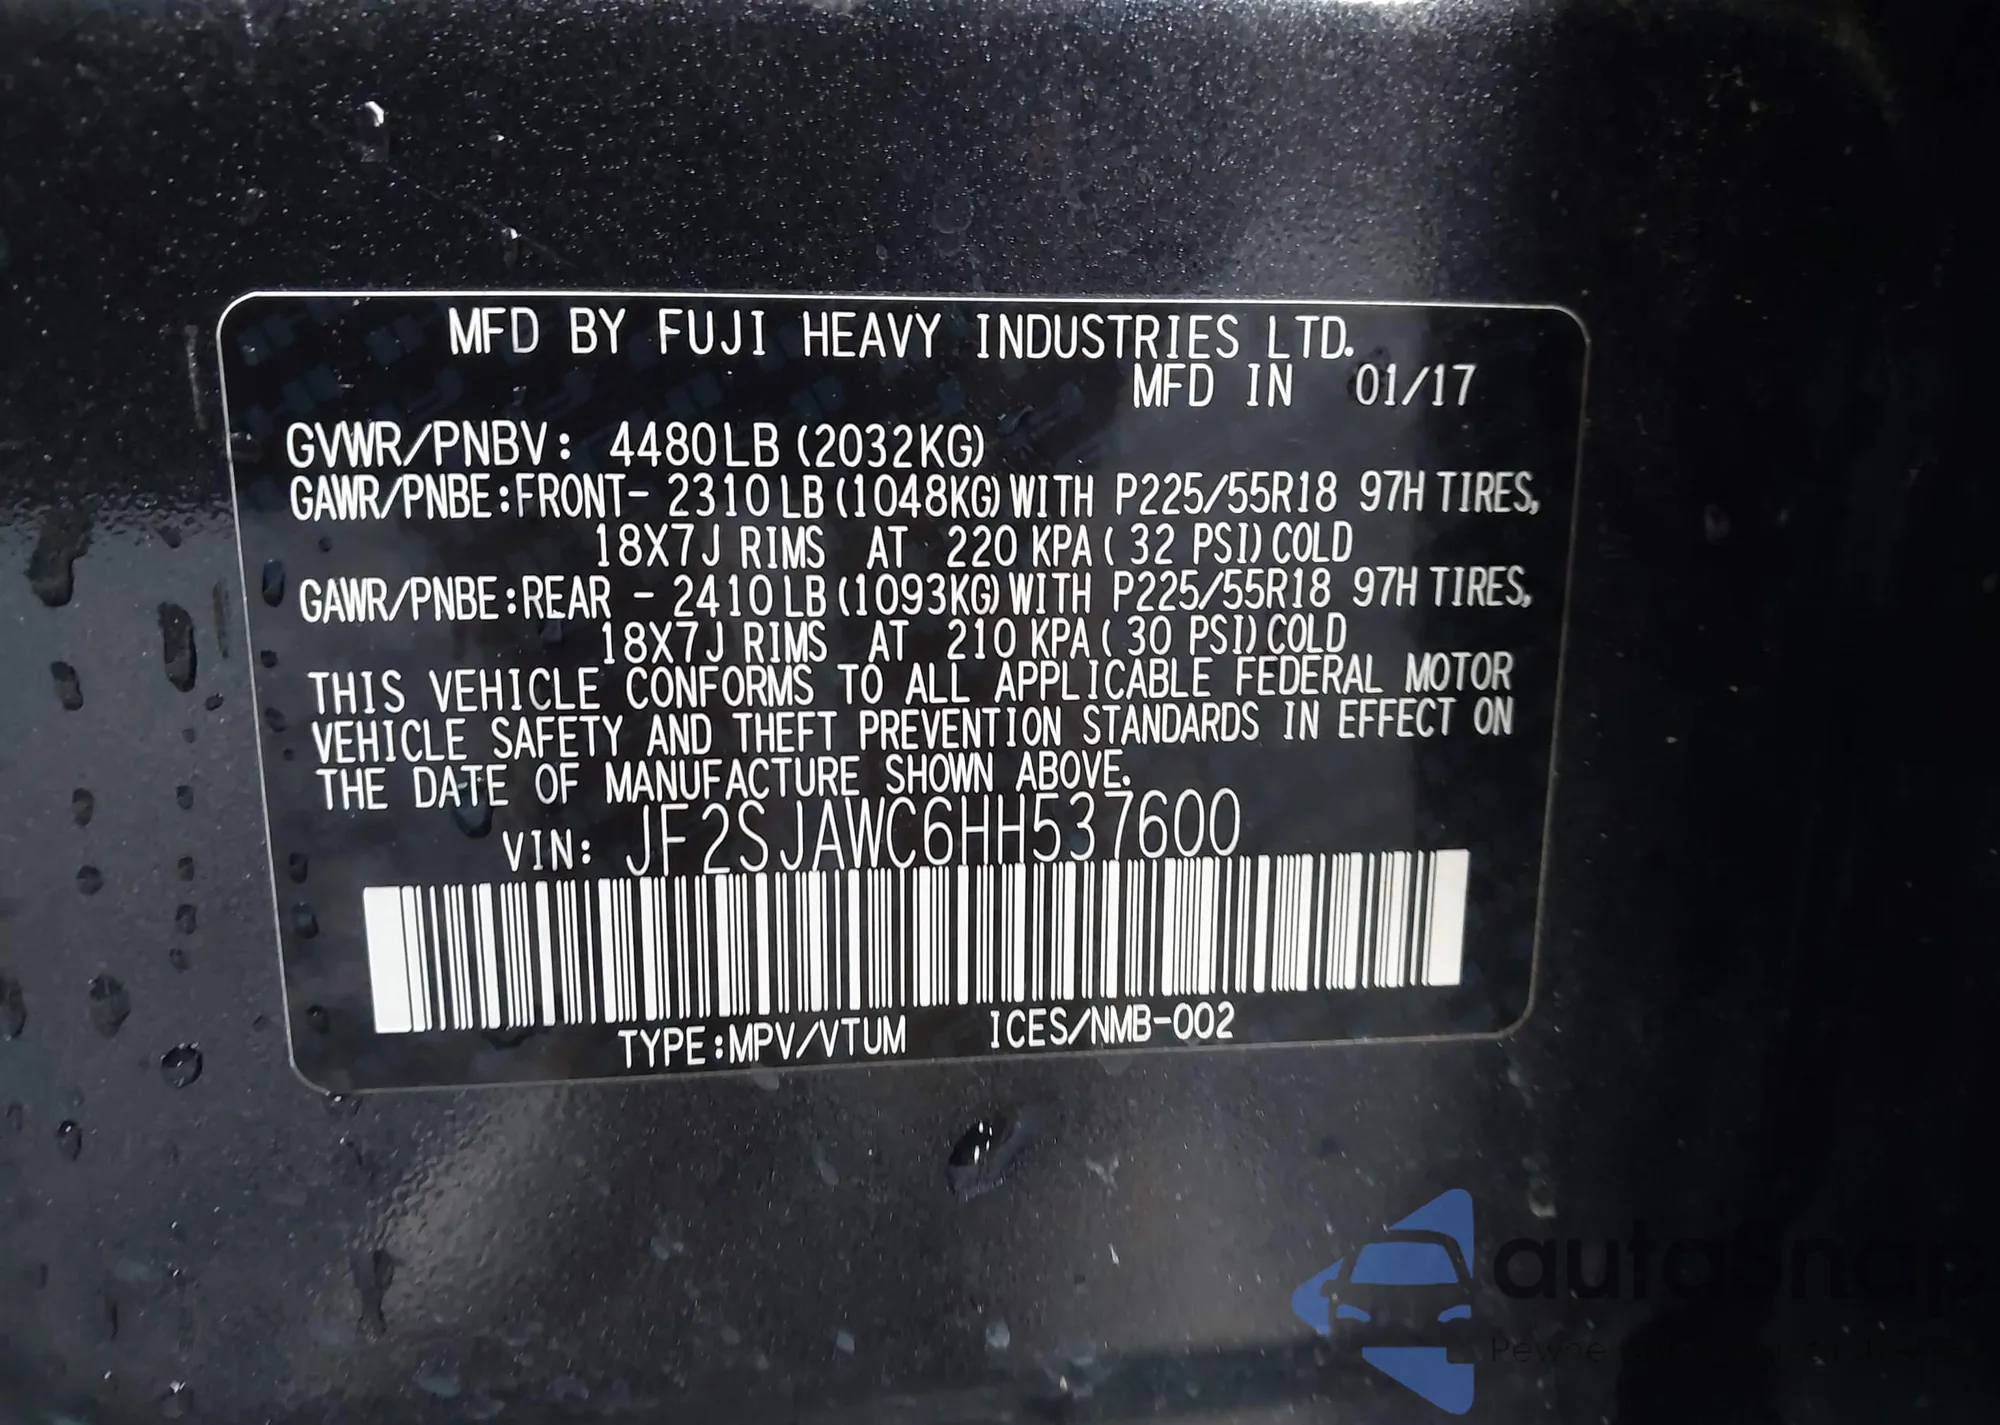 MFD BY FUJI HEAVY INDUSTRIES LTD.
MFD IN 01/17
GVWR/PNBV: 4480LB (2032KG)
GAWR/PNBE:FRONT- 2310LB (1048KG) WITH P225/55R18 97H TIRES,
18X7J RIMS AT 220 KPA ( 32 PSI) COLD
GAWR/PNBE:REAR - 2410LB (1093KG) WITH P225/55R18 97H TIRES,
18X7J RIMS AT 210 KPA ( 30 PSI) COLD
THIS VEHICLE CONFORMS TO ALL APPLICABLE FEDERAL MOTOR
VEHICLE SAFETY AND THEFT PREVENTION STANDARDS IN EFFECT ON
THE DATE OF MANUFACTURE SHOWN ABOVE.
VIN: JF2SJAWC6HH537600
TYPE:MPV/VTUM ICES/NMB-002
autosnap
Pewne